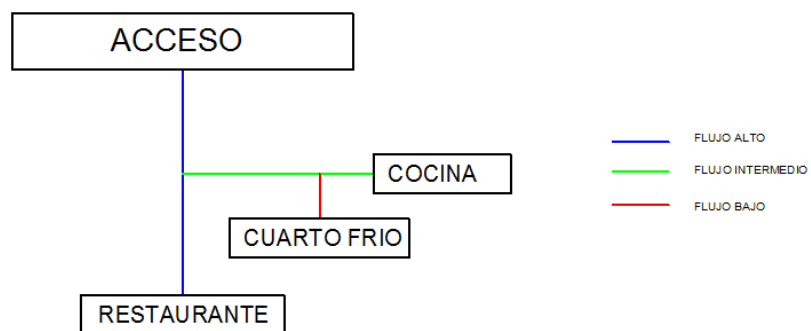 ACCESO
FLUJO ALTO
COCINA
FLUJO INTERMEDIO
FLUJO BAJO
CUARTO FRIO
RESTAURANTE